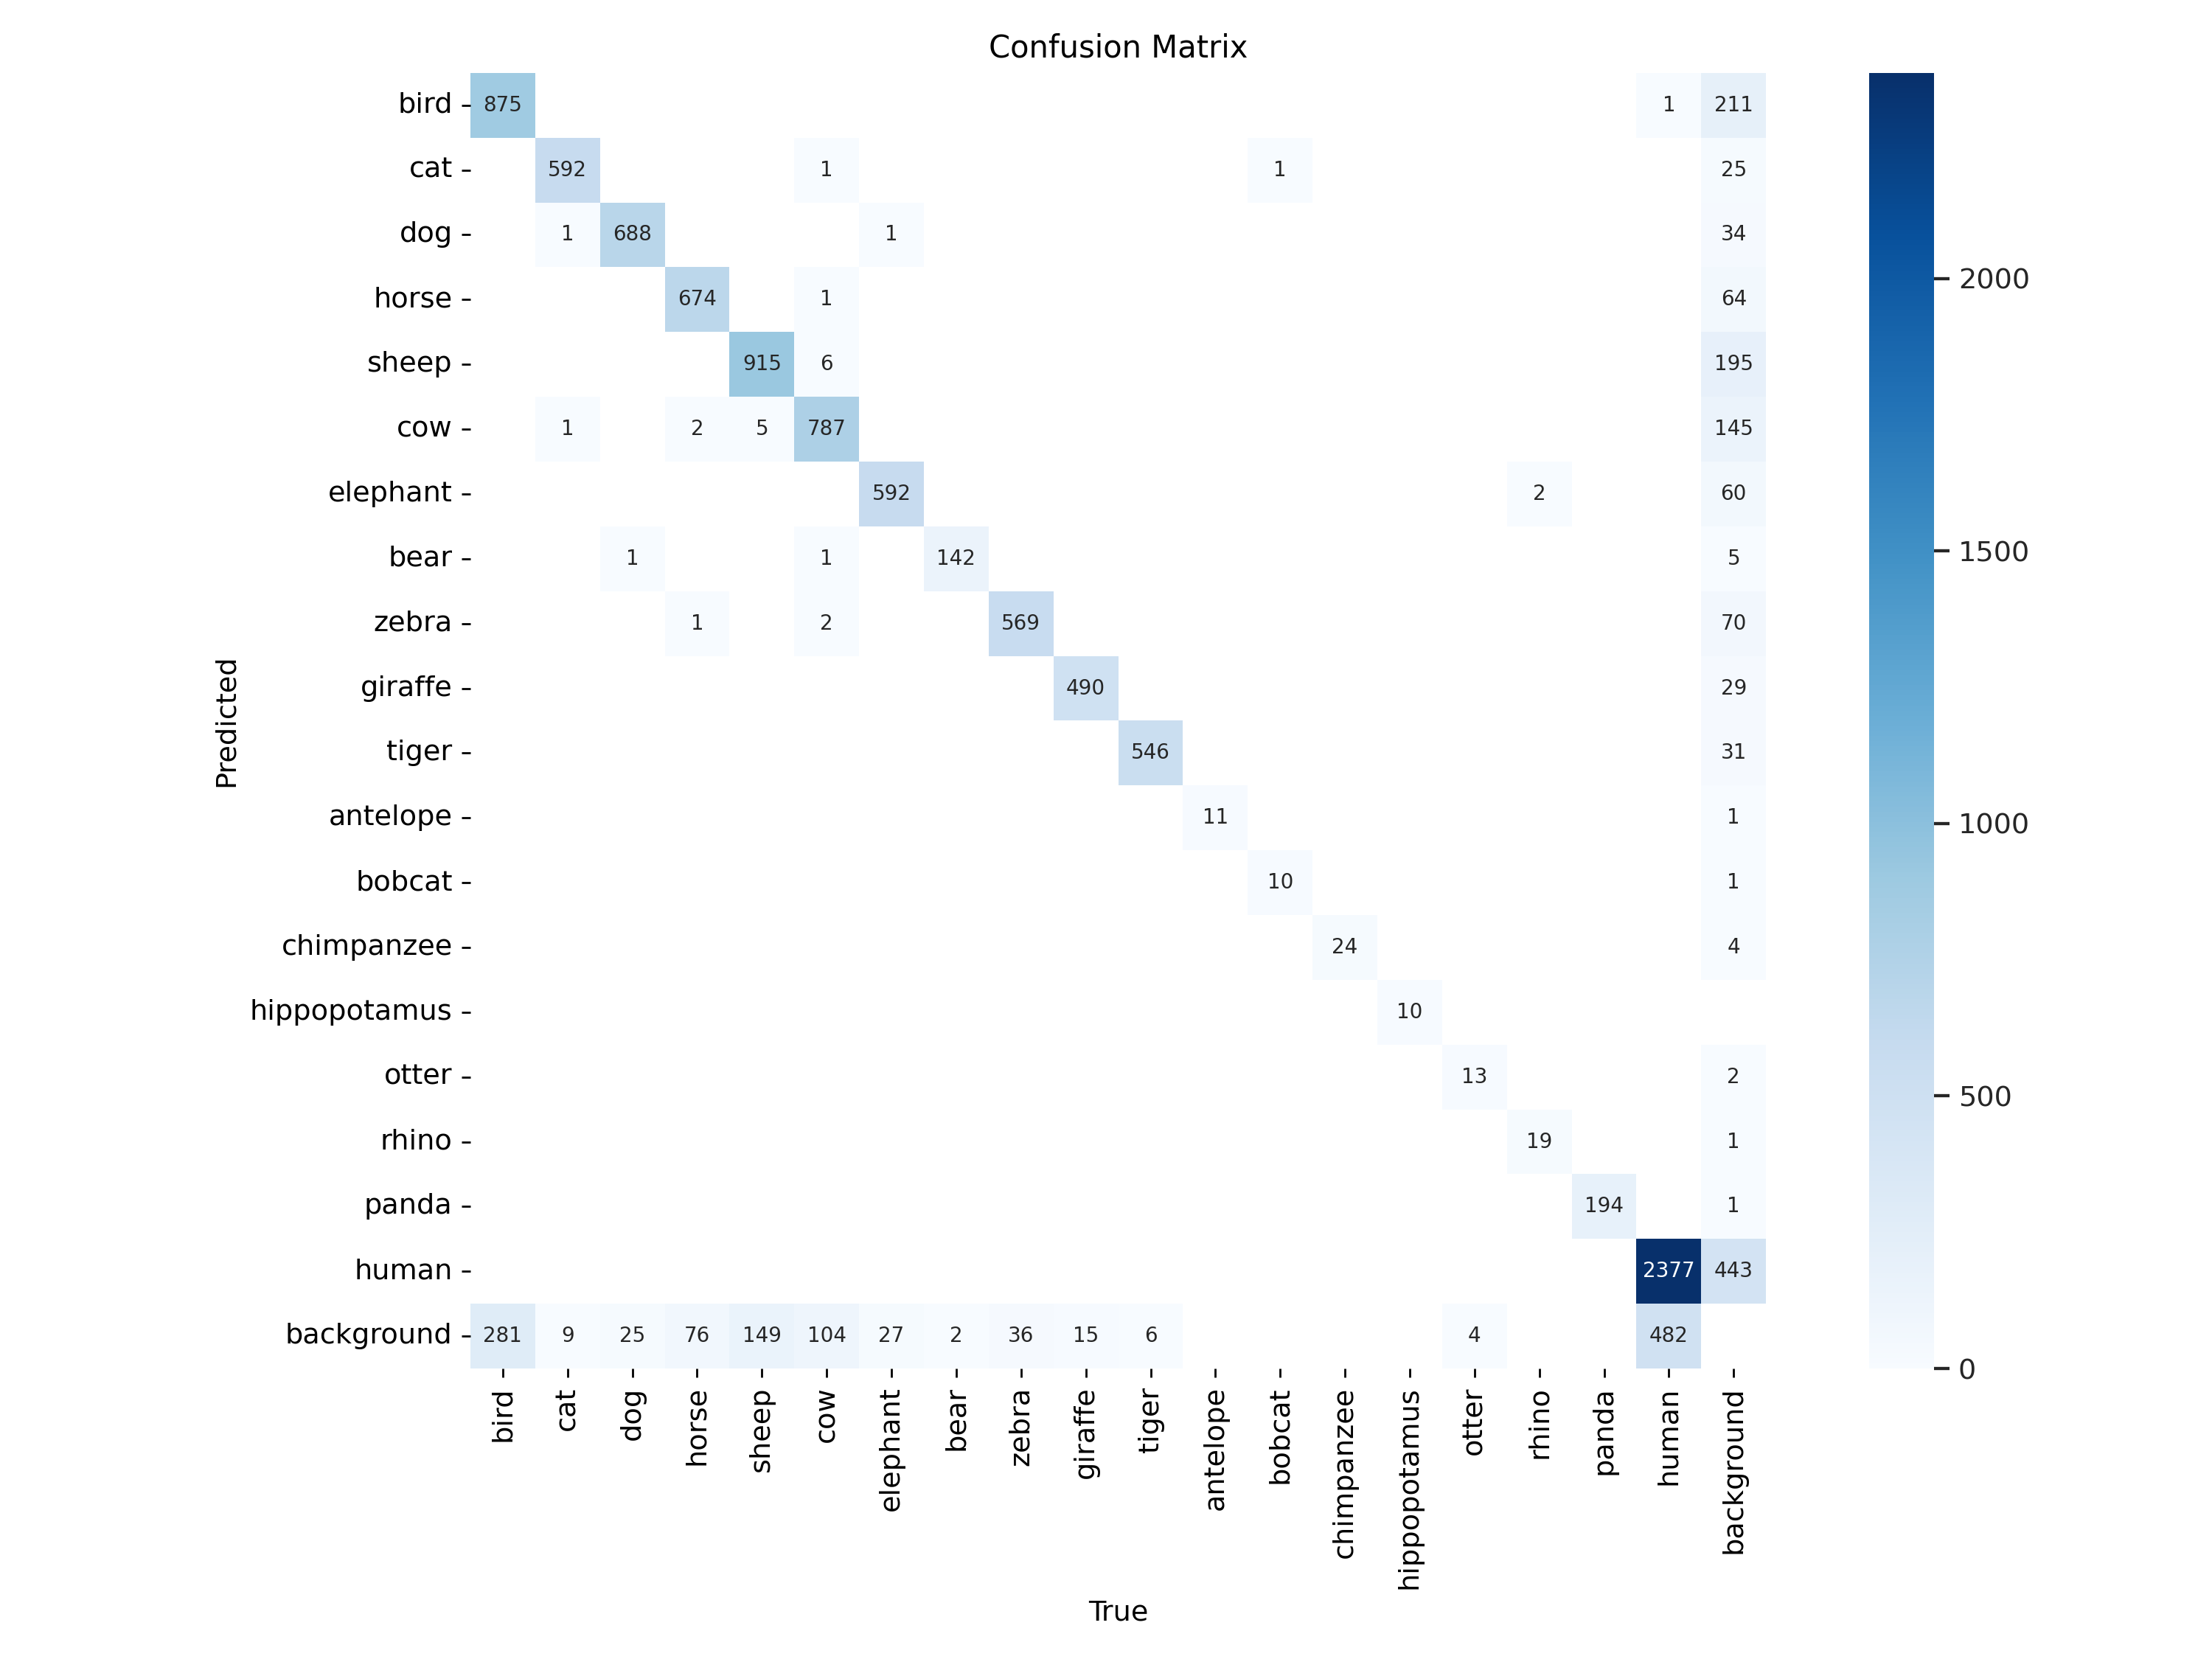 Confusion Matrix
bird 875 1 211
cat 592 1 1 25
dog 1 688 1 34
horse 674 1 64
sheep 915 6 195
cow 1 2 5 787 145
elephant 592 2 60
bear 1 1 142 5
zebra 1 2 569 70
giraffe 490 29
tiger 546 31
antelope 11 1
bobcat 10 1
chimpanzee 24 4
hippopotamus 10
otter 13 2
rhino 19 1
panda 194 1
human 2377 443
background 281 9 25 76 149 104 27 2 36 15 6 4 482
Predicted
bird cat dog horse sheep cow elephant bear zebra giraffe tiger antelope bobcat chimpanzee hippopotamus otter rhino panda human background
True
2000
1500
1000
500
0